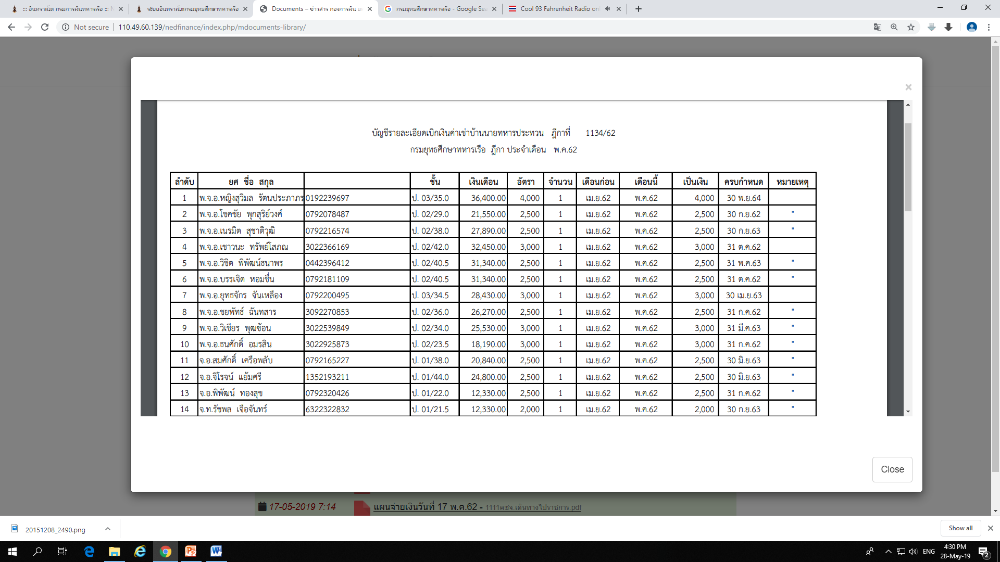 ::: อินทราเน็ต กรมการเงินทหารเรือ ::: N
ระบบอินทราเน็ตกรมยุทธศึกษาทหารเรือ
Documents – ข่าวสาร กองการเงิน ยศ
กรมยุทธศึกษาทหารเรือ - Google Sea
Cool 93 Fahrenheit Radio onl
Not secure | 110.49.60.139/nedfinance/index.php/mdocuments-library/
×
บัญชีรายละเอียดเบิกเงินค่าเช่าบ้านนายทหารประทวน ฎีกาที่ 1134/62
กรมยุทธศึกษาทหารเรือ ฎีกา ประจำเดือน พ.ค.62
ลำดับ ยศ ชื่อ สกุล ชั้น เงินเดือน อัตรา จำนวน เดือนก่อน เดือนนี้ เป็นเงิน ครบกำหนด หมายเหตุ
1 พ.จ.อ.หญิงสุวิมล รัตนประภาภร 0192239697 ป. 03/35.0 36,400.00 4,000 1 เม.ย.62 พ.ค.62 4,000 30 พ.ย.64
2 พ.จ.อ.โชคชัย พุกสุริย์วงศ์ 0792078487 ป. 02/29.0 21,550.00 2,500 1 เม.ย.62 พ.ค.62 2,500 30 ก.ย.62 "
3 พ.จ.อ.เนรมิต สุชาติวุฒิ 0792216574 ป. 02/38.0 27,890.00 2,500 1 เม.ย.62 พ.ค.62 2,500 30 ก.ย.63 "
4 พ.จ.อ.เชาวนะ ทรัพย์โสภณ 3022366169 ป. 02/42.0 32,450.00 3,000 1 เม.ย.62 พ.ค.62 3,000 31 ต.ค.62
5 พ.จ.อ.วิชิต พิพัฒน์ธนาพร 0442396412 ป. 02/40.5 31,340.00 2,500 1 เม.ย.62 พ.ค.62 2,500 31 พ.ค.63 "
6 พ.จ.อ.บรรเจิด หอมชื่น 0792181109 ป. 02/40.5 31,340.00 2,500 1 เม.ย.62 พ.ค.62 2,500 31 ต.ค.62 "
7 พ.จ.อ.ยุทธจักร จันเหลือง 0792200495 ป. 03/34.5 28,430.00 3,000 1 เม.ย.62 พ.ค.62 3,000 30 เม.ย.63
8 พ.จ.อ.ชยพัทธ์ ฉันทสาร 3092270853 ป. 02/36.0 26,270.00 2,500 1 เม.ย.62 พ.ค.62 2,500 31 ก.ค.62 "
9 พ.จ.อ.วิเชียร พุฒซ้อน 3022539849 ป. 02/34.0 25,530.00 3,000 1 เม.ย.62 พ.ค.62 3,000 31 มี.ค.63 "
10 พ.จ.อ.ธนศักดิ์ อมรสิน 3022925873 ป. 02/23.5 18,190.00 3,000 1 เม.ย.62 พ.ค.62 3,000 31 ก.ค.62 "
11 จ.อ.สมศักดิ์ เครือพลับ 0792165227 ป. 01/38.0 20,840.00 2,500 1 เม.ย.62 พ.ค.62 2,500 30 มิ.ย.63 "
12 จ.อ.จิโรจน์ แย้มศรี 1352193211 ป. 01/44.0 24,800.00 2,500 1 เม.ย.62 พ.ค.62 2,500 30 มิ.ย.63 "
13 จ.อ.พิพัฒน์ ทองสุข 0792320426 ป. 01/22.0 12,330.00 2,500 1 เม.ย.62 พ.ค.62 2,500 31 ก.ค.62 "
14 จ.ท.รัชพล เจือจันทร์ 6322322832 ป. 01/21.5 12,330.00 2,000 1 เม.ย.62 พ.ค.62 2,000 30 ก.ย.63 "
Close
17-05-2019 7:14 แผนจ่ายเงินวันที่ 17 พ.ค.62 - 1111คชจ.เดินทางไปราชการ.pdf
20151208_2490.png
Show all
ENG
4:30 PM
28-May-19
2